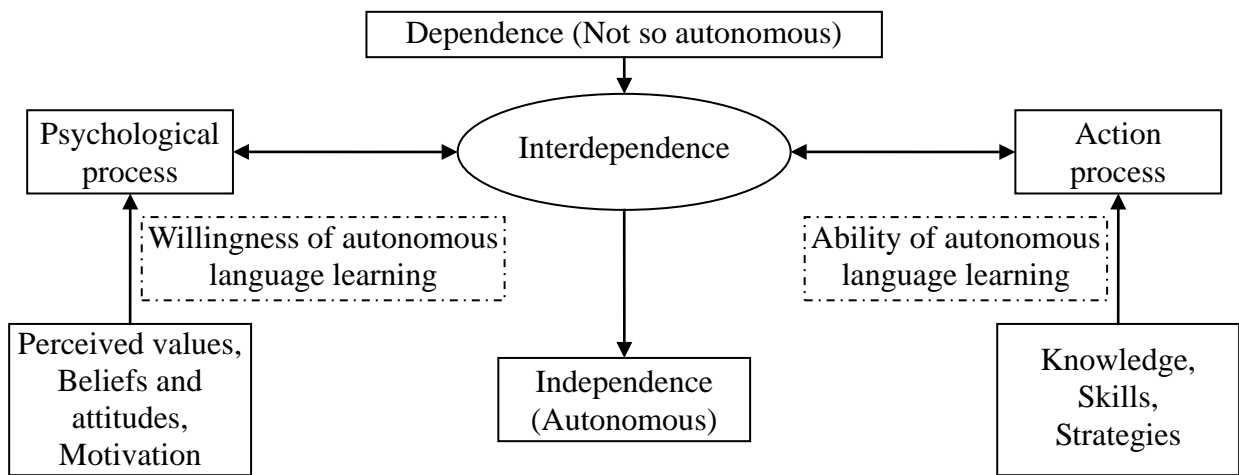 Dependence (Not so autonomous)
Psychological
process
Interdependence
Action
process
Willingness of autonomous
language learning
Ability of autonomous
language learning
Perceived values,
Beliefs and
attitudes,
Motivation
Independence
(Autonomous)
Knowledge,
Skills,
Strategies